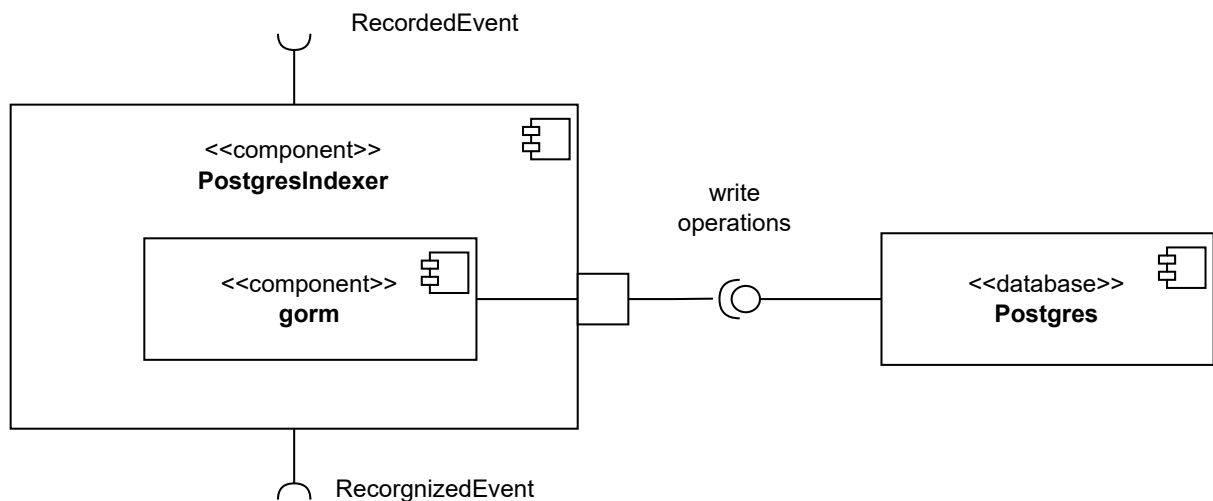 RecordedEvent
<<component>>
PostgresIndexer
write
operations
<<component>>
gorm
<<database>>
Postgres
RecorgnizedEvent